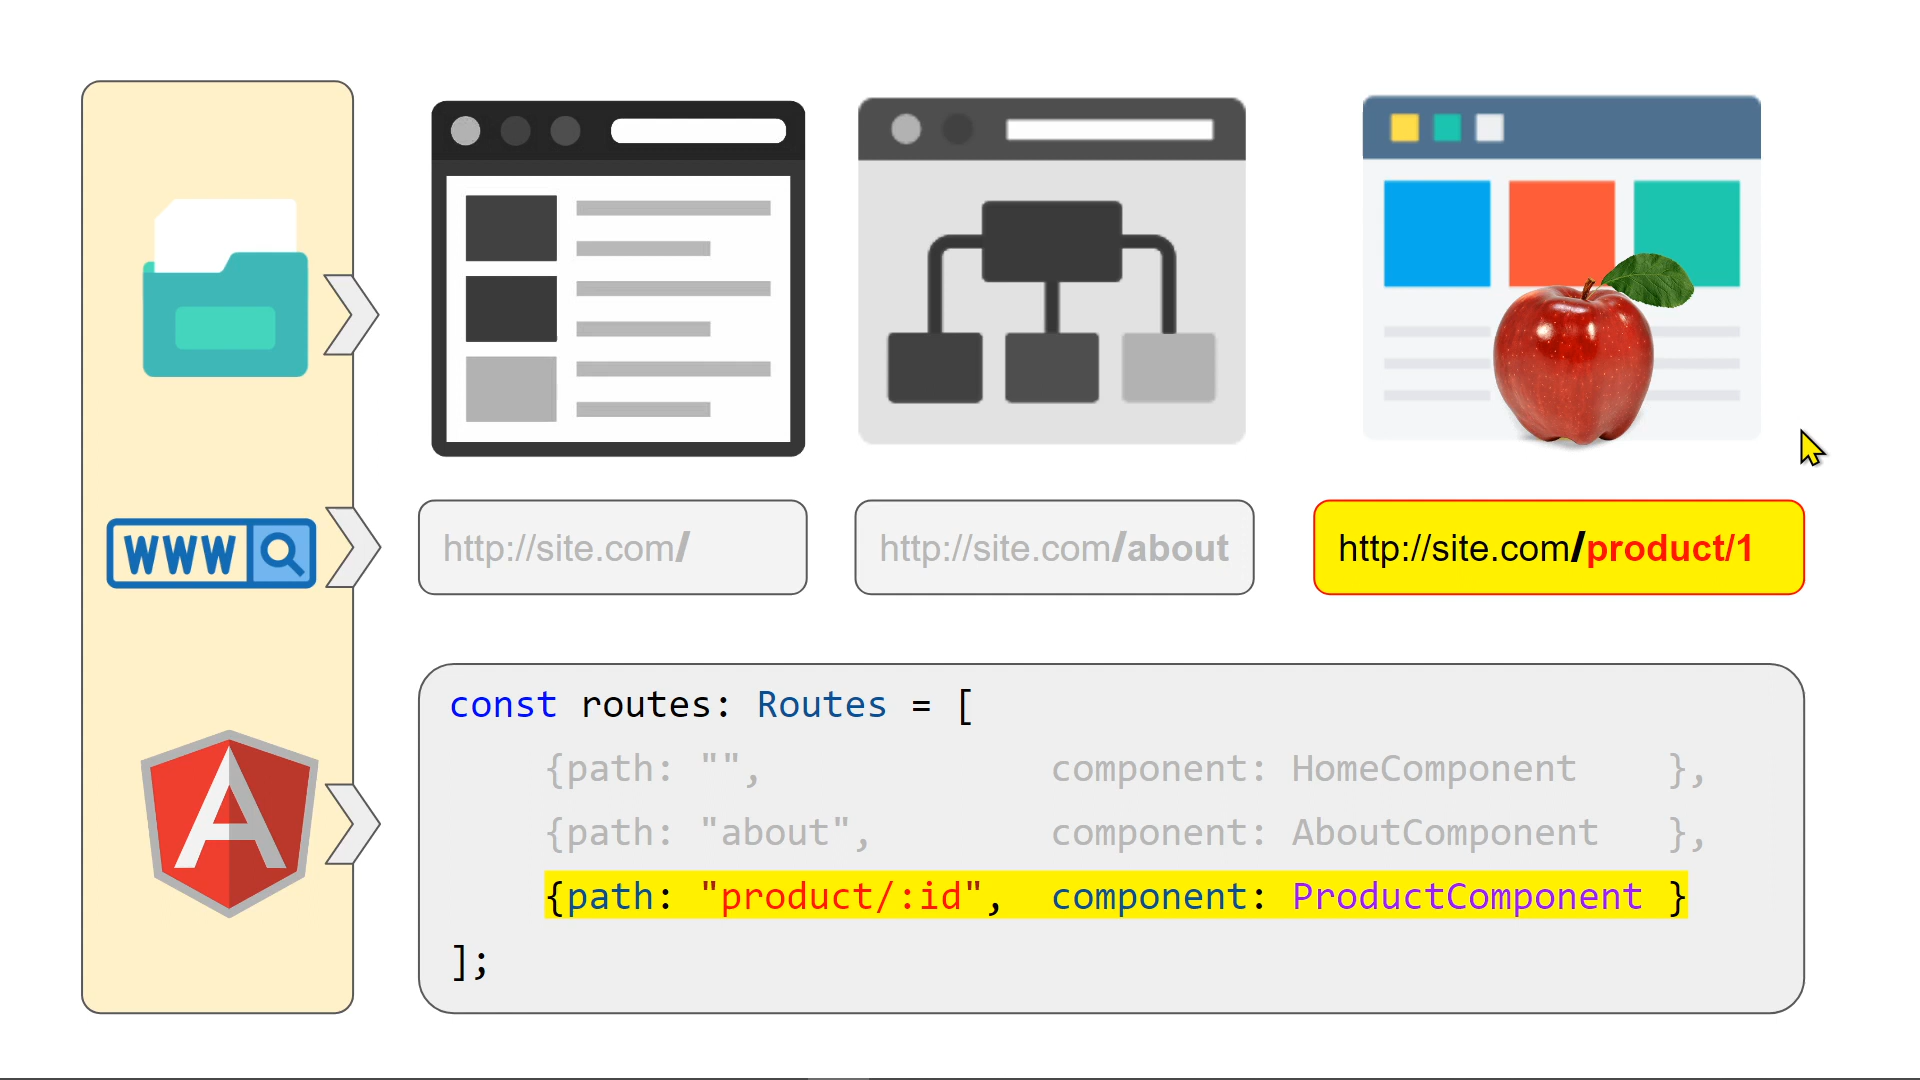 http://site.com/
http://site.com/about
http://site.com/product/1
WWW
A
const routes: Routes = [
{path: "", component: HomeComponent },
{path: "about", component: AboutComponent },
{path: "product/:id", component: ProductComponent }
];